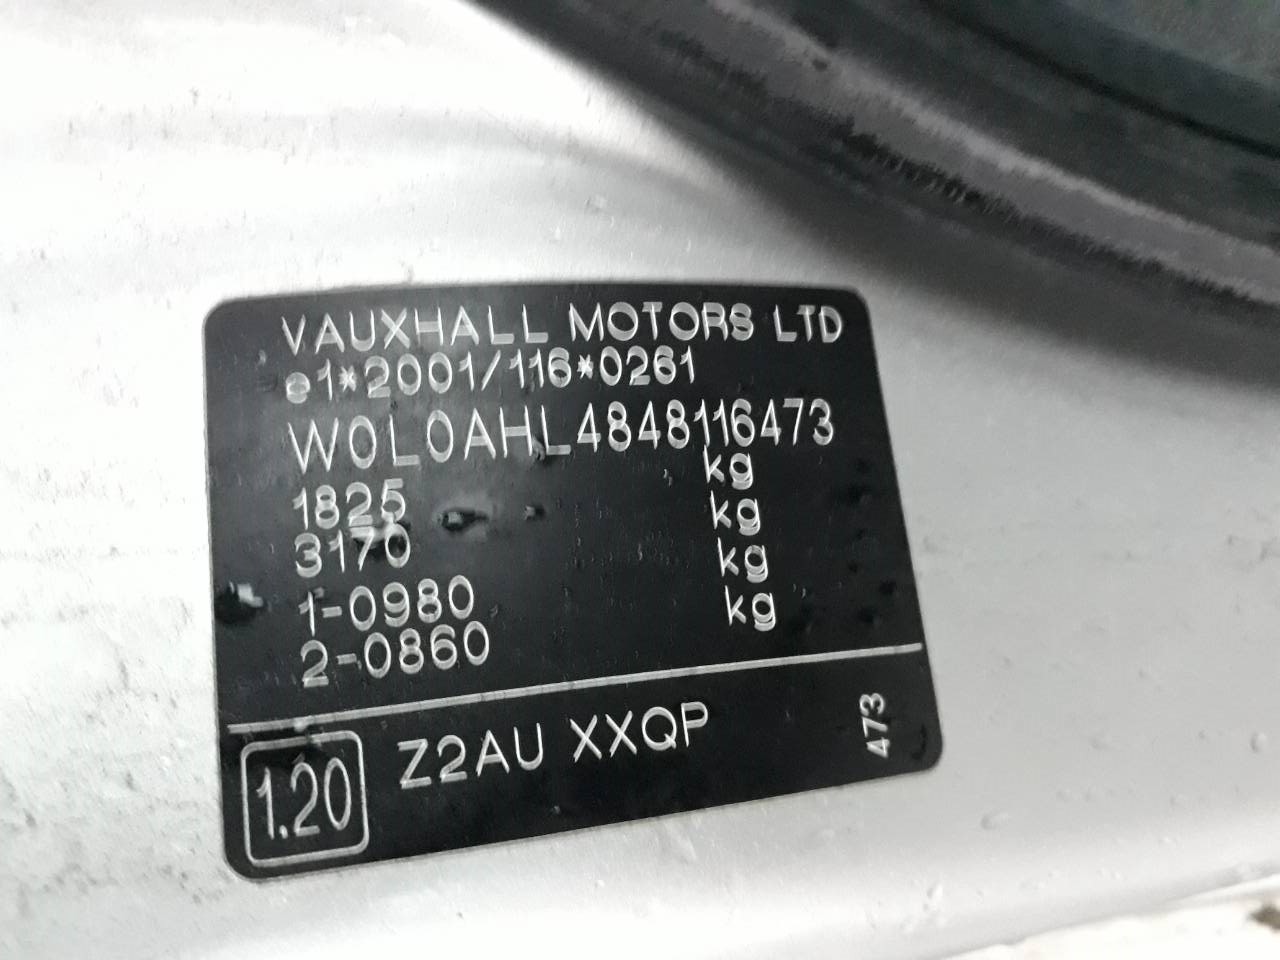 VAUXHALL MOTORS LTD
e1*2001/116*0261
W0L0AHL4848116473
1825 kg
3170 kg
1-0980 kg
2-0860 kg
1.20 Z2AU XXQP 473